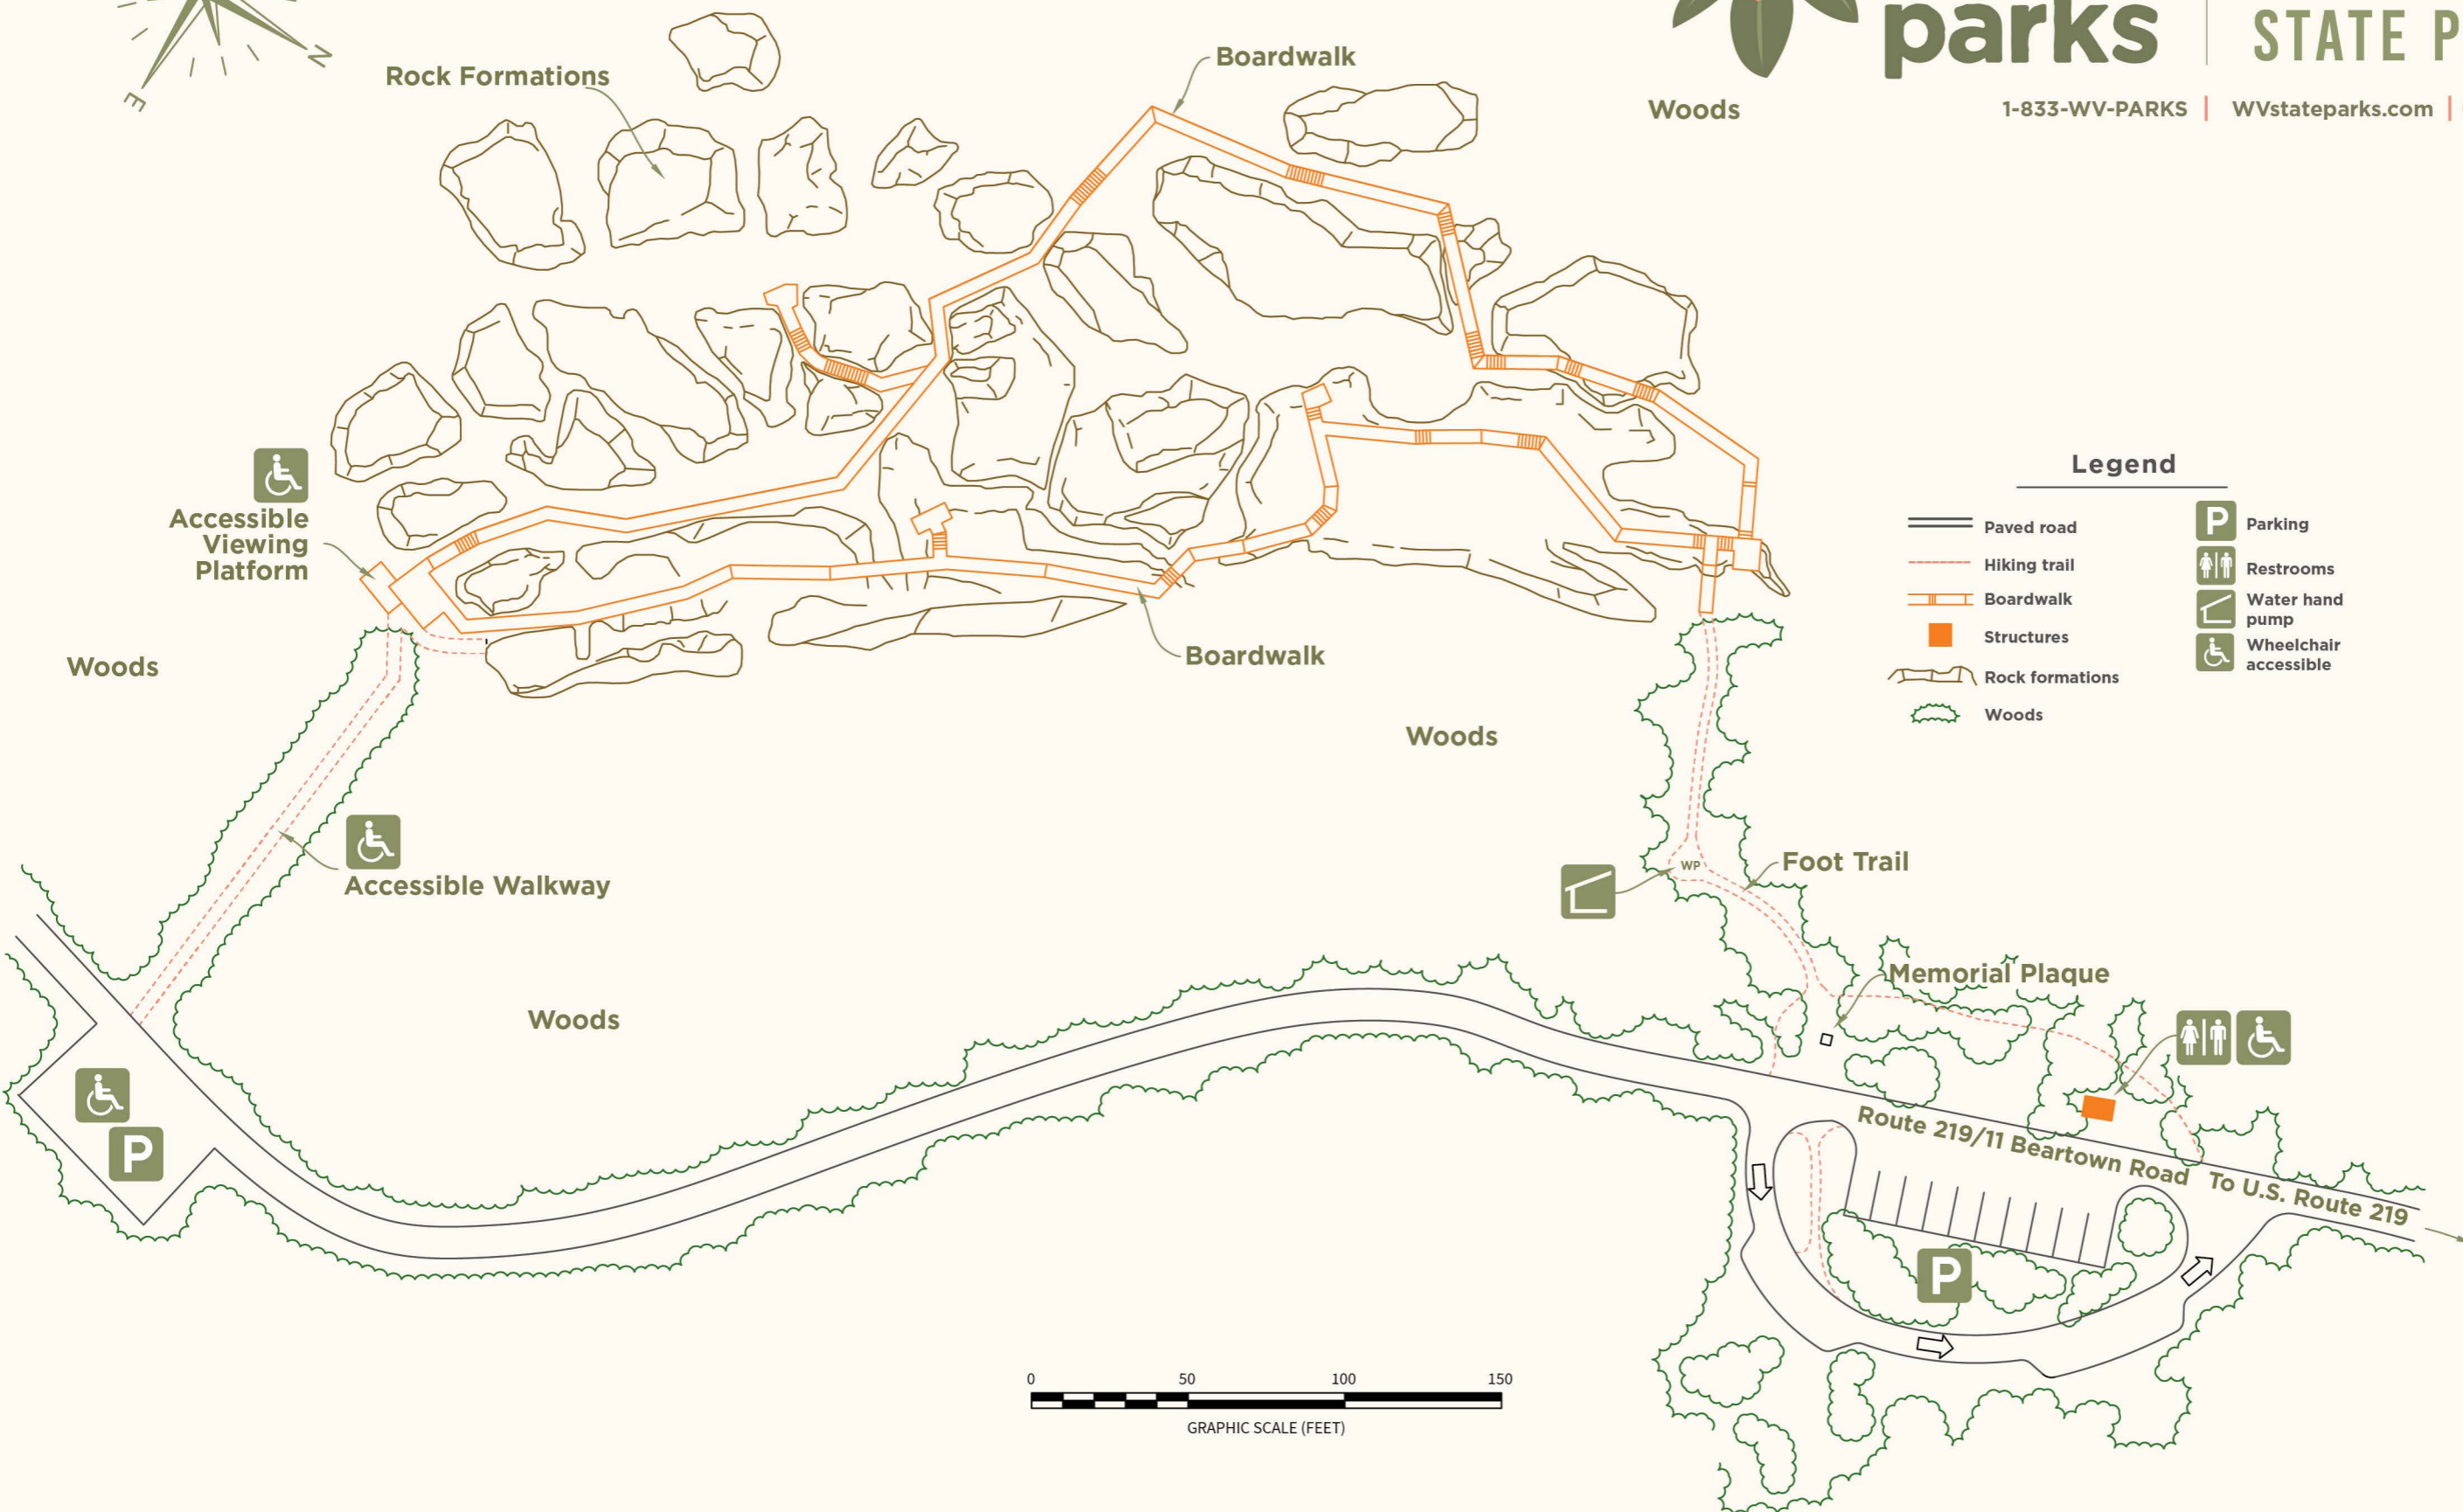 N
E
parks
STATE P
1-833-WV-PARKS | WVstateparks.com |
Rock Formations
Boardwalk
Woods
Accessible
Viewing
Platform
Woods
Boardwalk
Woods
Legend
Paved road
Hiking trail
Boardwalk
Structures
Rock formations
Woods
P
Parking
Restrooms
Water hand
pump
Wheelchair
accessible
Accessible Walkway
WP
Foot Trail
Memorial Plaque
Woods
P
Route 219/11 Beartown Road
To U.S. Route 219
P
0 50 100 150
GRAPHIC SCALE (FEET)